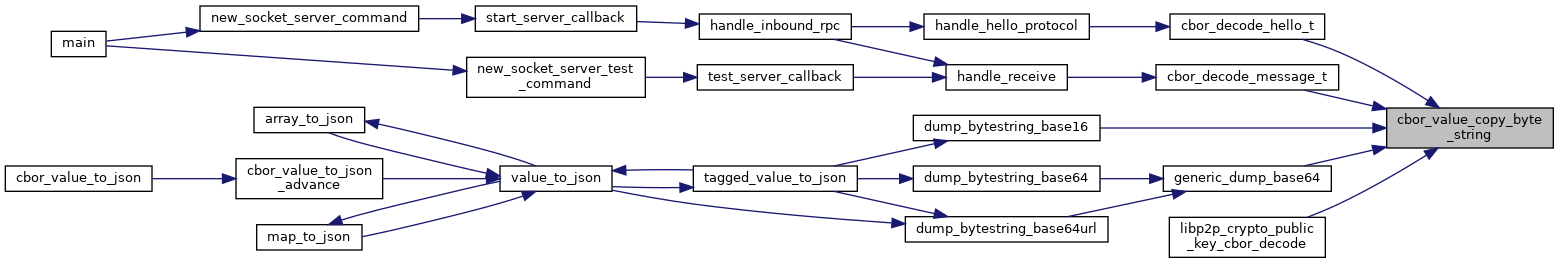 main
new_socket_server_command
start_server_callback
handle_inbound_rpc
handle_hello_protocol
cbor_decode_hello_t
new_socket_server_test
_command
test_server_callback
handle_receive
cbor_decode_message_t
array_to_json
dump_bytestring_base16
cbor_value_copy_byte
_string
cbor_value_to_json
cbor_value_to_json
_advance
value_to_json
tagged_value_to_json
dump_bytestring_base64
generic_dump_base64
map_to_json
dump_bytestring_base64url
libp2p_crypto_public
_key_cbor_decode